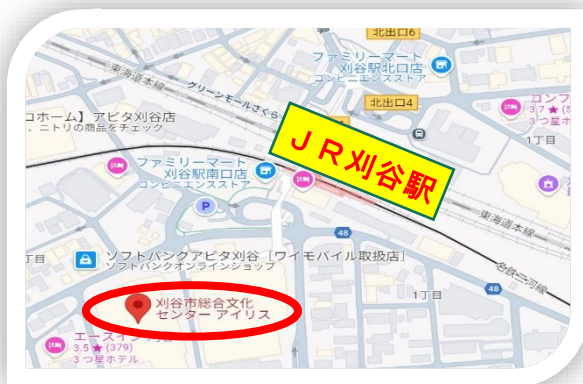 北出口6
ファミリーマート
刈谷駅北口店
コンビニエンスストア
東海道本線
グリーンモールさくら
北出口4
コホーム】アピタ刈谷店
、ニトリの商品をチェック
JR刈谷駅
コンフ
3.7★(5
3つ星ホ
1丁目
ファミリーマート
刈谷駅南口店
コンビニエンスストア
P
東海道本線
48
ソフトバンクアピタ刈谷 [ワイモバイル取扱店]
ソフトバンクオンラインショップ
名鉄三河線
48
1丁目
刈谷市総合文化
センター アイリス
3.5★(379)
3つ星ホテル